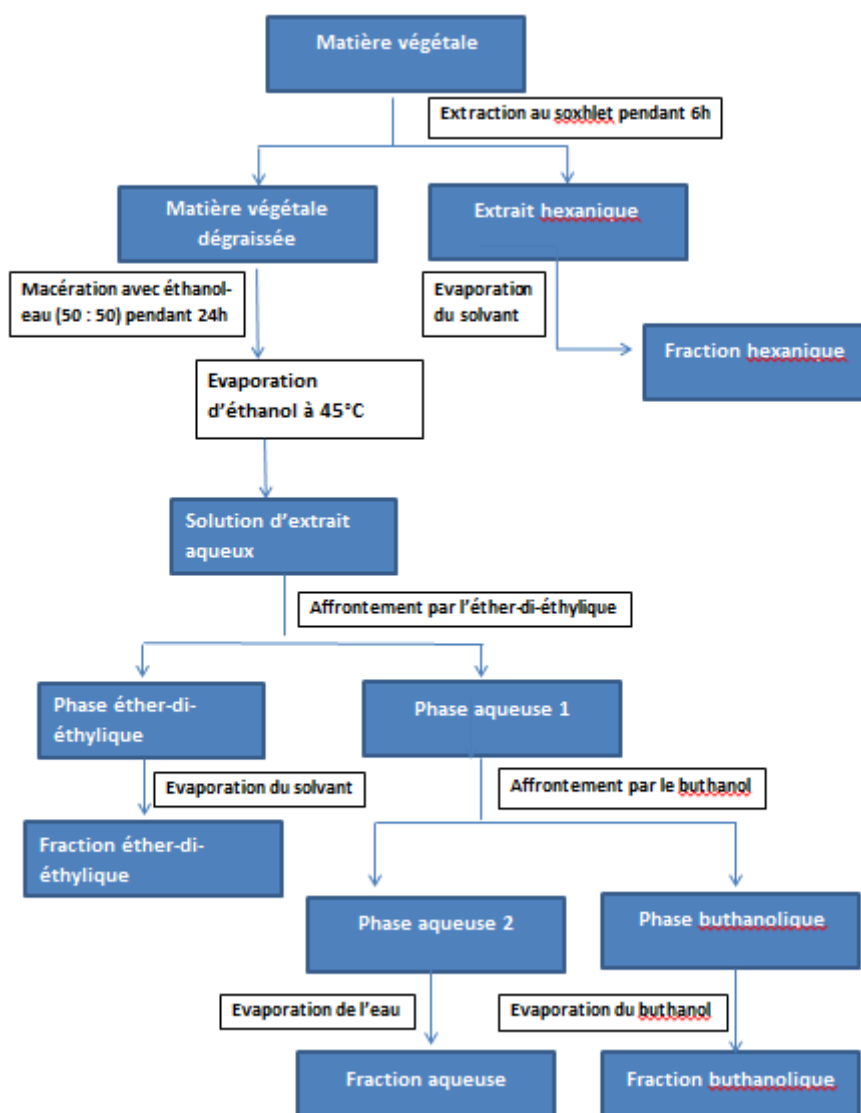 Matière végétale
Extraction au soxhlet pendant 6h
Matière végétale
dégraissée
Extrait hexanique
Macération avec éthanol-
eau (50 : 50) pendant 24h
Evaporation
du solvant
Fraction hexanique
Evaporation
d'éthanol à 45°C
Solution d'extrait
aqueux
Affrontement par l'éther-di-éthylique
Phase éther-di-
éthylique
Phase aqueuse 1
Evaporation du solvant
Affrontement par le buthanol
Fraction éther-di-
éthylique
Phase aqueuse 2
Phase buthanolique
Evaporation de l'eau
Evaporation du buthanol
Fraction aqueuse
Fraction buthanolique